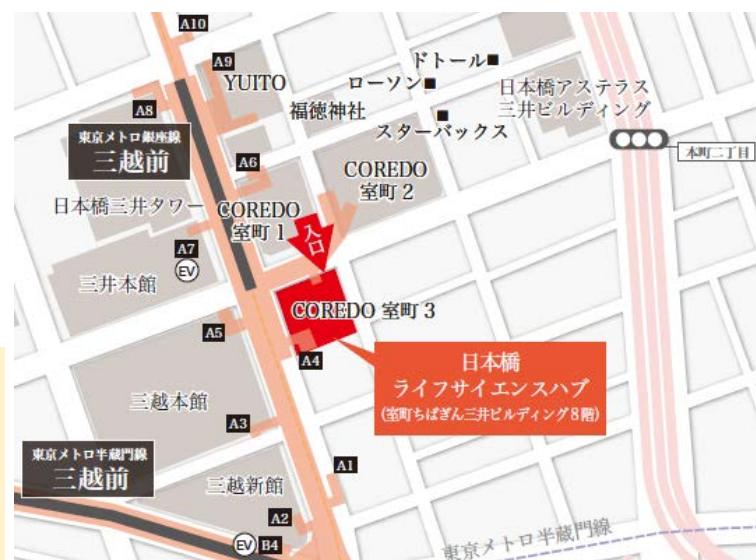 A10
A9
YUITO
ドトール■
ローソン■
日本橋アステラス
三井ビルディング
福徳神社
スターバックス
A8
東京メトロ銀座線
三越前
本町二丁目
A6
COREDO
室町 2
日本橋三井タワー
COREDO
室町 1
入口
A7
EV
三井本館
COREDO 室町 3
A5
A4
日本橋
ライフサイエンスハブ
(室町ちばぎん三井ビルディング8階)
三越本館
A3
東京メトロ半蔵門線
三越前
A1
三越新館
A2
EV
B4
東京メトロ半蔵門線